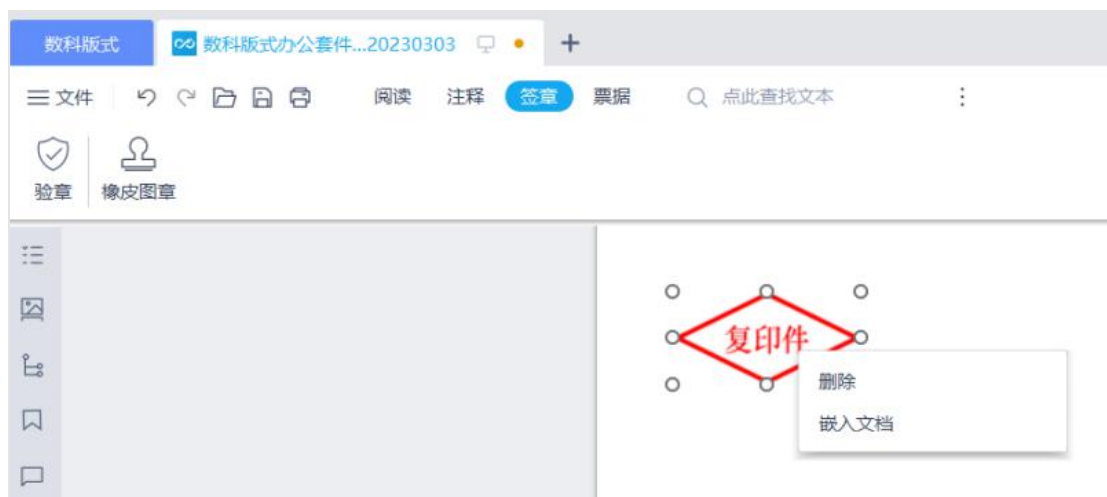 数科版式 数科版式办公套件...20230303
文件 阅读 注释 签章 票据 点此查找文本
验章 橡皮图章
复印件
删除
嵌入文档